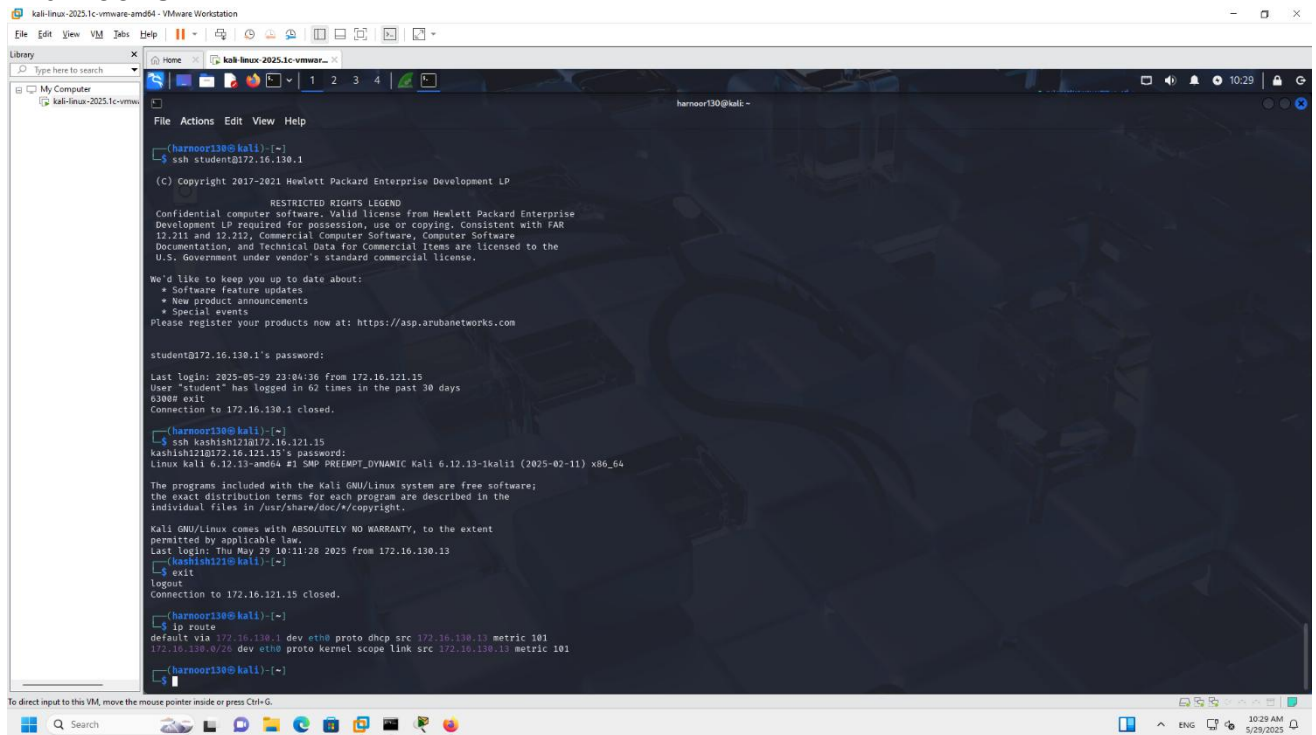 kali-linux-2025.1c-vmware-amd64 - VMware Workstation
File Edit View VM Tabs Help
Library
Home
kali-linux-2025.1c-vmwar...
Type here to search
My Computer
kali-linux-2025.1c-vmwa
1 2 3 4
10:29
harnoor130@kali: ~
File Actions Edit View Help
(harnoor130㉿kali)-[~]
$ ssh student@172.16.130.1
(C) Copyright 2017-2021 Hewlett Packard Enterprise Development LP
RESTRICTED RIGHTS LEGEND
Confidential computer software. Valid license from Hewlett Packard Enterprise
Development LP required for possession, use or copying. Consistent with FAR
12.211 and 12.212, Commercial Computer Software, Computer Software
Documentation, and Technical Data for Commercial Items are licensed to the
U.S. Government under vendor's standard commercial license.
We'd like to keep you up to date about:
* Software feature updates
* New product announcements
* Special events
Please register your products now at: https://asp.arubanetworks.com
student@172.16.130.1's password:
Last login: 2025-05-29 23:04:36 from 172.16.121.15
User "student" has logged in 62 times in the past 30 days
6300# exit
Connection to 172.16.130.1 closed.
(harnoor130㉿kali)-[~]
$ ssh kashish121@172.16.121.15
kashish121@172.16.121.15's password:
Linux kali 6.12.13-amd64 #1 SMP PREEMPT_DYNAMIC Kali 6.12.13-1kali1 (2025-02-11) x86_64
The programs included with the Kali GNU/Linux system are free software;
the exact distribution terms for each program are described in the
individual files in /usr/share/doc/*/copyright.
Kali GNU/Linux comes with ABSOLUTELY NO WARRANTY, to the extent
permitted by applicable law.
Last login: Thu May 29 10:11:28 2025 from 172.16.130.13
(kashish121㉿kali)-[~]
$ exit
logout
Connection to 172.16.121.15 closed.
(harnoor130㉿kali)-[~]
$ ip route
default via 172.16.130.1 dev eth0 proto dhcp src 172.16.130.13 metric 101
172.16.130.0/26 dev eth0 proto kernel scope link src 172.16.130.13 metric 101
(harnoor130㉿kali)-[~]
$
To direct input to this VM, move the mouse pointer inside or press Ctrl+G.
Search
ENG
10:29 AM
5/29/2025